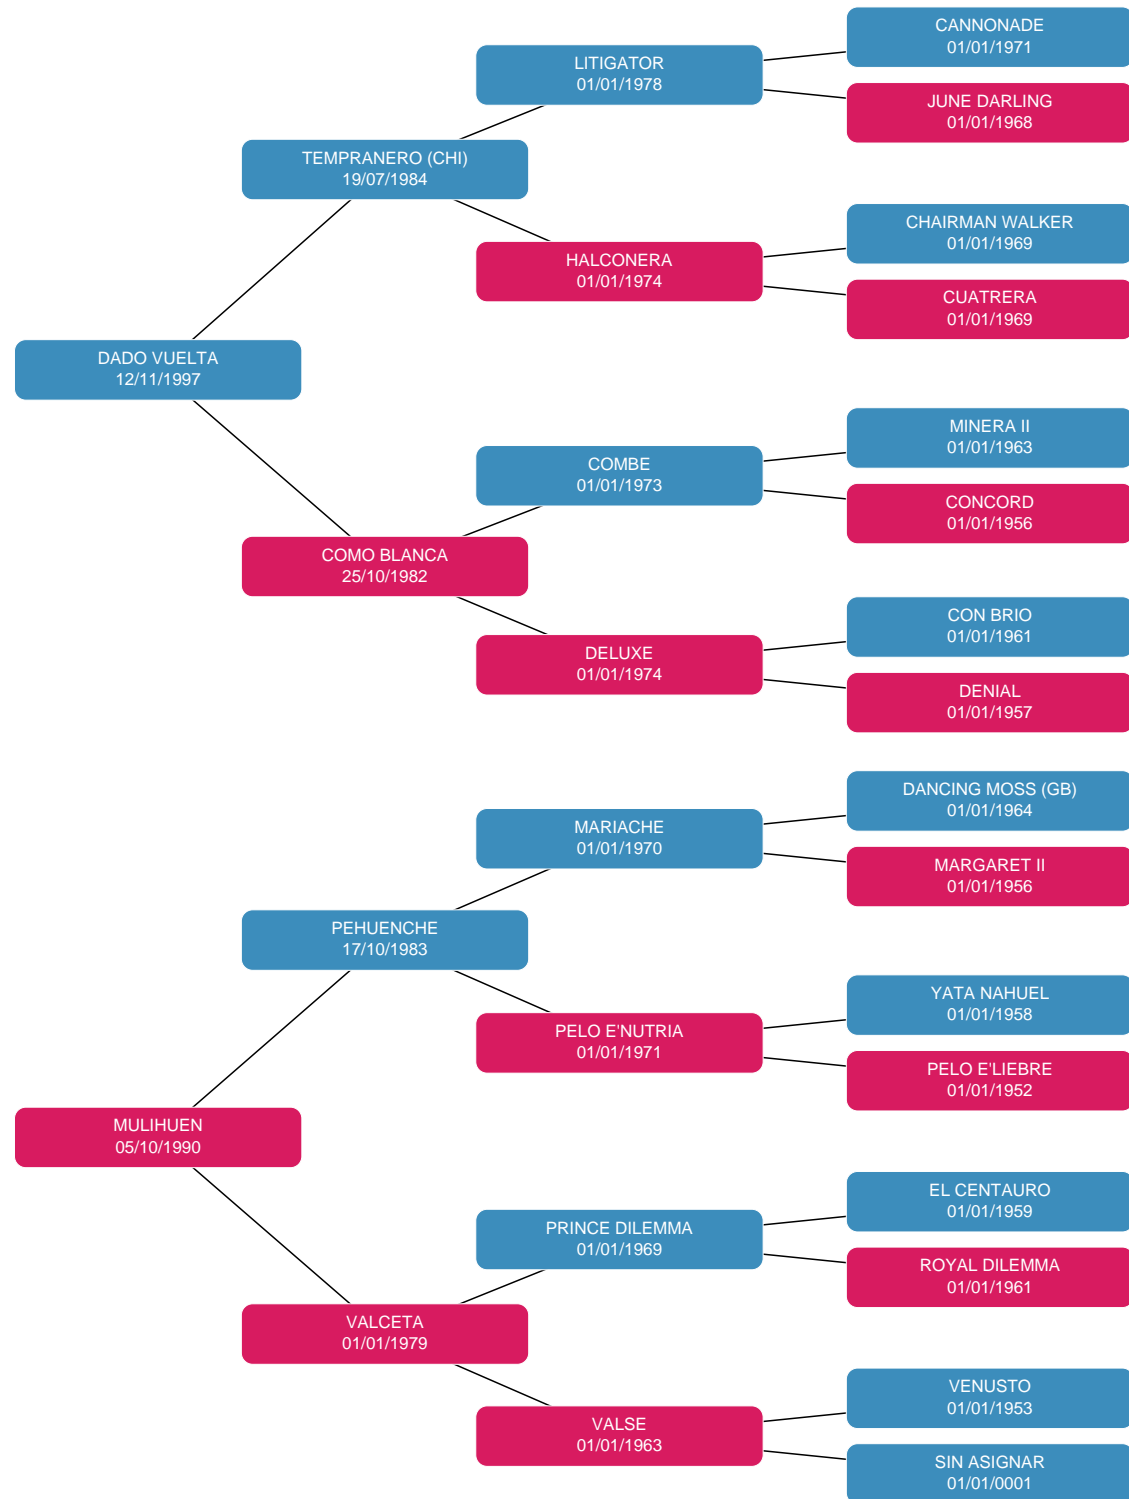 CANNONADE
01/01/1971
LITIGATOR
01/01/1978
JUNE DARLING
01/01/1968
TEMPRANERO (CHI)
19/07/1984
CHAIRMAN WALKER
01/01/1969
HALCONERA
01/01/1974
CUATRERA
01/01/1969
DADO VUELTA
12/11/1997
MINERA II
01/01/1963
COMBE
01/01/1973
CONCORD
01/01/1956
COMO BLANCA
25/10/1982
CON BRIO
01/01/1961
DELUXE
01/01/1974
DENIAL
01/01/1957
DANCING MOSS (GB)
01/01/1964
MARIACHE
01/01/1970
MARGARET II
01/01/1956
PEHUENCHE
17/10/1983
YATA NAHUEL
01/01/1958
PELO E'NUTRIA
01/01/1971
PELO E'LIEBRE
01/01/1952
MULIHUEN
05/10/1990
EL CENTAURO
01/01/1959
PRINCE DILEMMA
01/01/1969
ROYAL DILEMMA
01/01/1961
VALCETA
01/01/1979
VENUSTO
01/01/1953
VALSE
01/01/1963
SIN ASIGNAR
01/01/0001